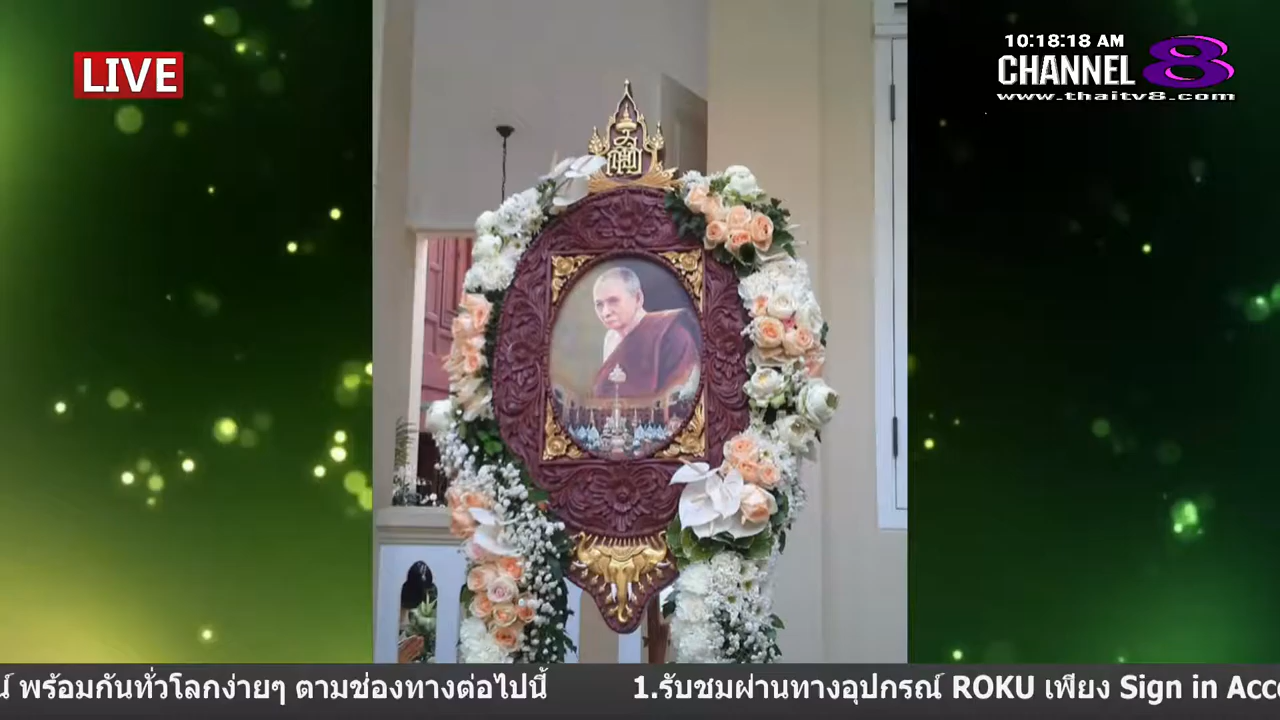 LIVE
10:18:18 AM
CHANNEL 8
www.thaitv8.com
น์ พร้อมกันทั่วโลกง่ายๆ ตามช่องทางต่อไปนี้ 1.รับชมผ่านทางอุปกรณ์ ROKU เพียง Sign in Acc